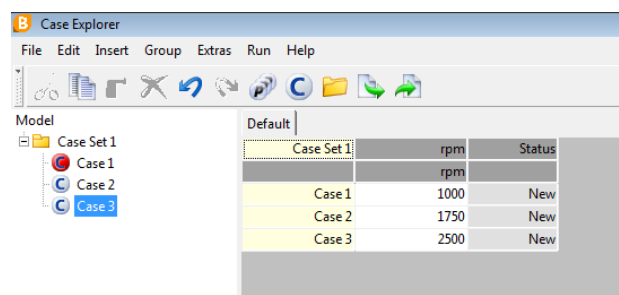 Case Explorer
File Edit Insert Group Extras Run Help
Model
Case Set 1
Case 1
Case 2
Case 3
Default
Case Set 1 rpm Status
rpm
Case 1 1000 New
Case 2 1750 New
Case 3 2500 New